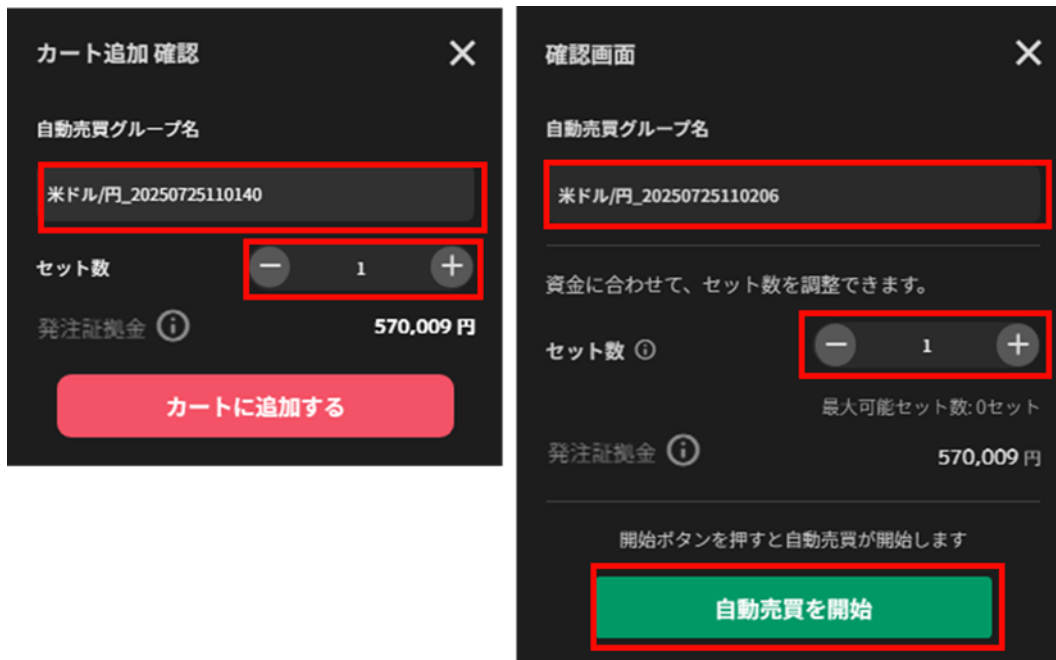 カート追加 確認
自動売買グループ名
米ドル/円_20250725110140
セット数
1
発注証拠金
570,009 円
カートに追加する
確認画面
自動売買グループ名
米ドル/円_20250725110206
資金に合わせて、セット数を調整できます。
セット数
1
最大可能セット数:0セット
発注証拠金
570,009 円
開始ボタンを押すと自動売買が開始します
自動売買を開始